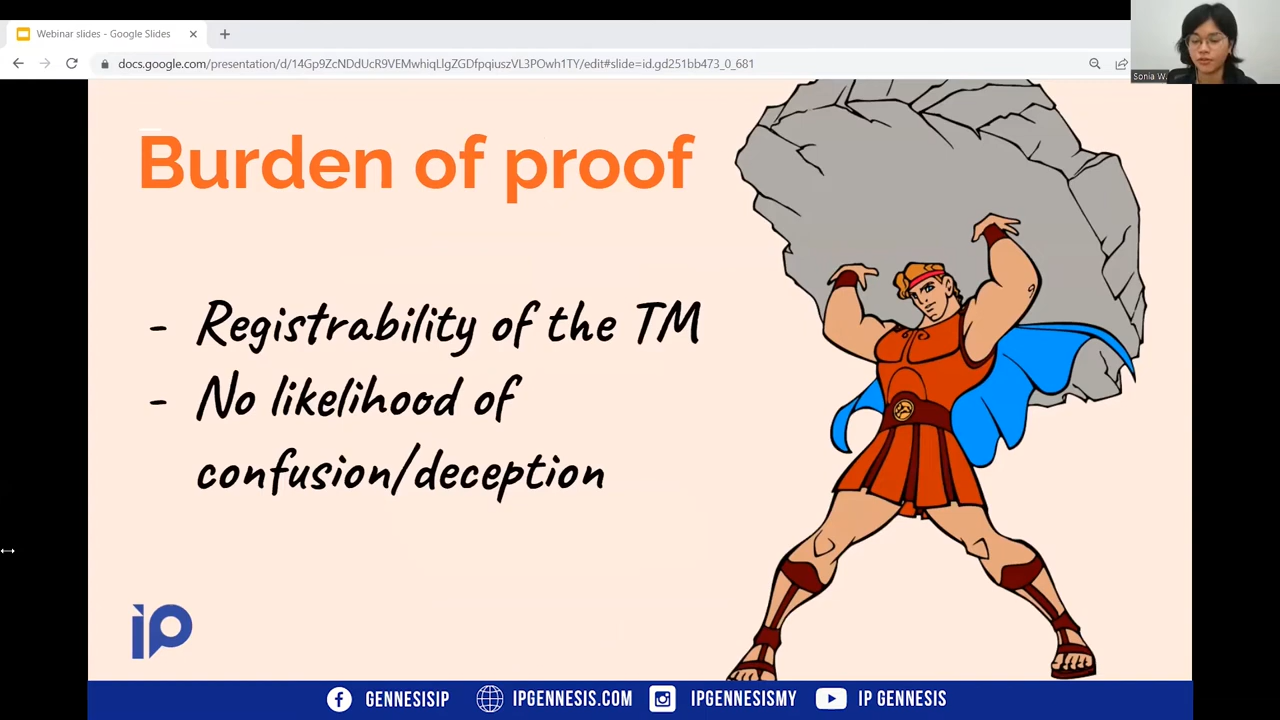 Webinar slides - Google Slides
docs.google.com/presentation/d/14Gp9ZcNDdUcR9VEMwhiqLlgZGDfpqtzNVL3POwh1TY/edit#slide=id.gd251bb473_0_681
Sonia W.
Burden of proof
- Registrability of the TM
- No likelihood of
confusion/deception
ip
GENNESISIP IPGENNESIS.COM IPGENNESISMY IP GENNESIS